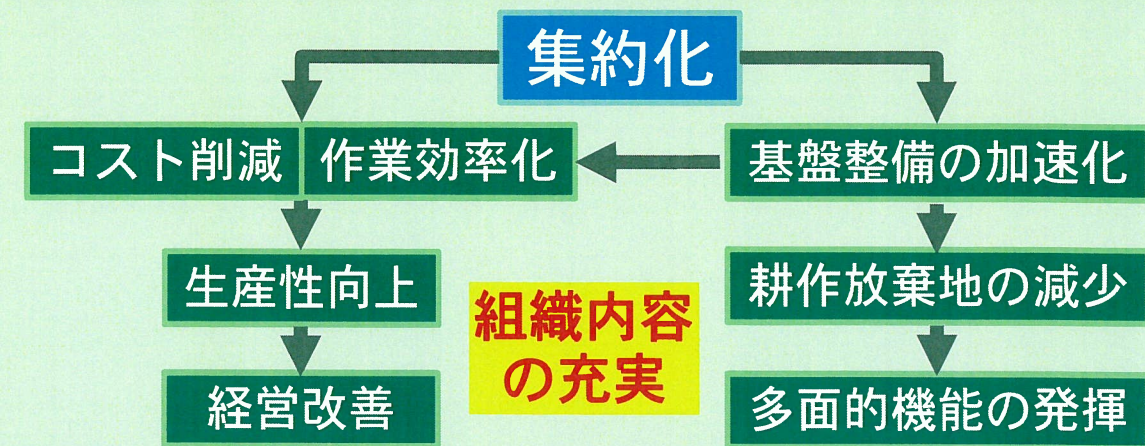 集約化
コスト削減
作業効率化
基盤整備の加速化
生産性向上
耕作放棄地の減少
組織内容
の充実
経営改善
多面的機能の発揮